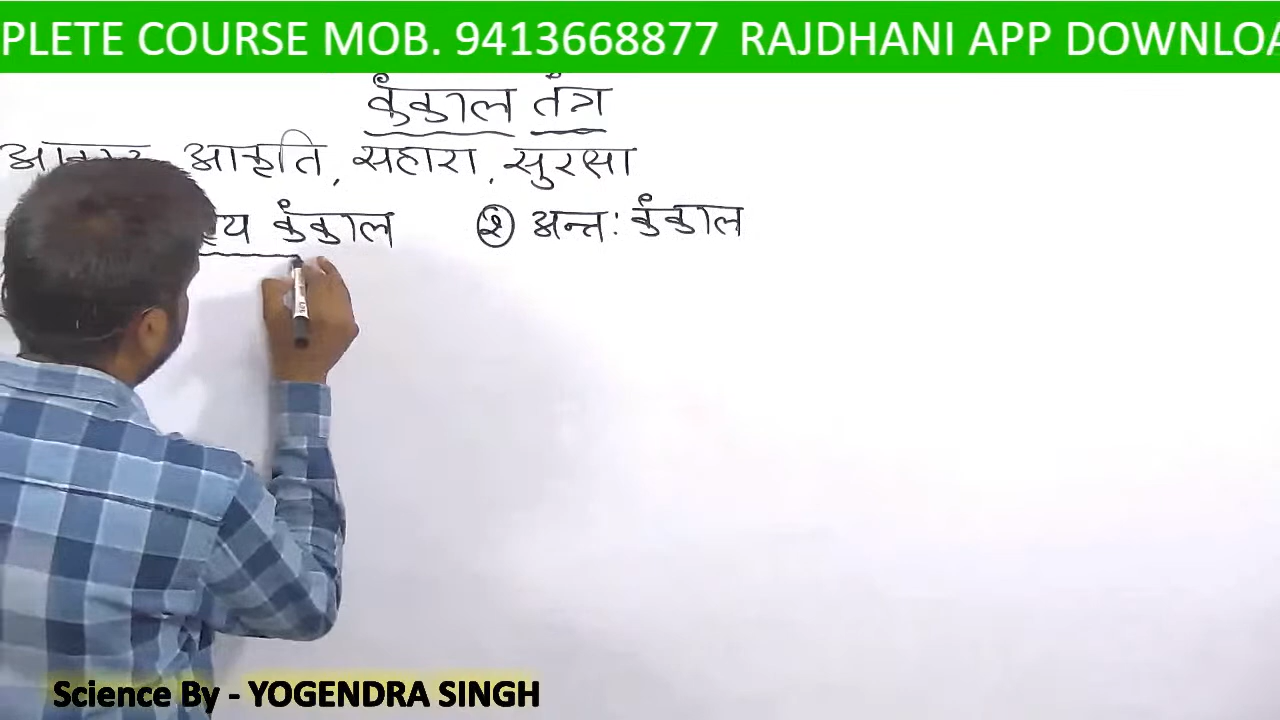 PLETE COURSE MOB. 9413668877 RAJDHANI APP DOWNLOA
कंकाल तंत्र
आकृति, सहारा, सुरक्षा
कंकाल ② अन्तः कंकाल
Science By - YOGENDRA SINGH